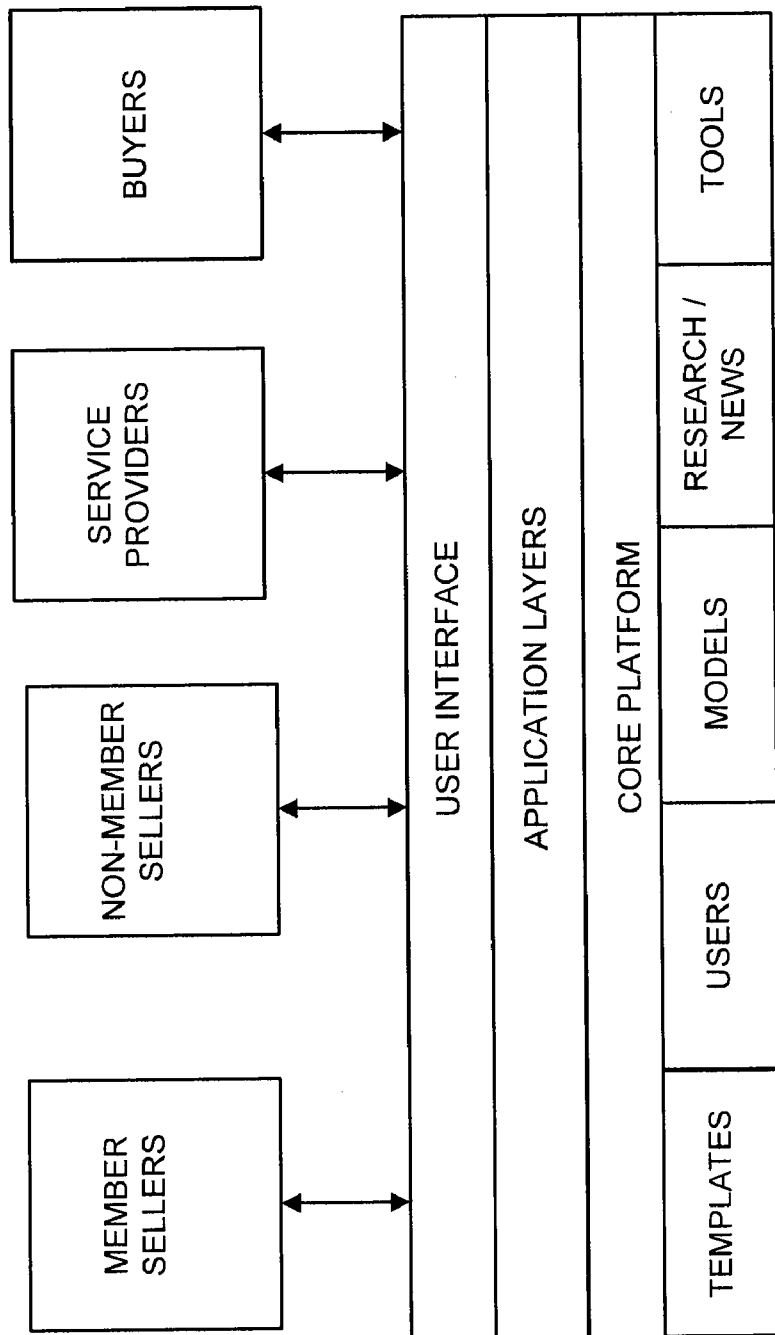 MEMBER
SELLERS
NON-MEMBER
SELLERS
SERVICE
PROVIDERS
BUYERS
USER INTERFACE
APPLICATION LAYERS
CORE PLATFORM
TEMPLATES
USERS
MODELS
RESEARCH /
NEWS
TOOLS